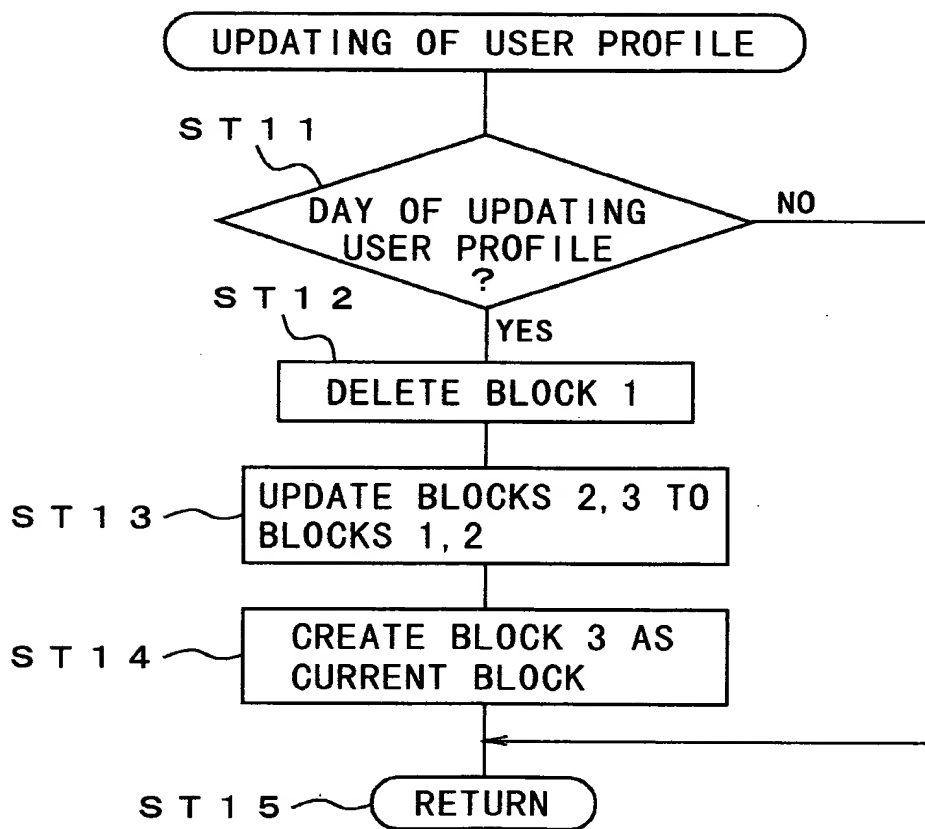 UPDATING OF USER PROFILE
ST11
DAY OF UPDATING
USER PROFILE
?
NO
ST12
YES
DELETE BLOCK 1
ST13
UPDATE BLOCKS 2,3 TO
BLOCKS 1,2
ST14
CREATE BLOCK 3 AS
CURRENT BLOCK
ST15
RETURN